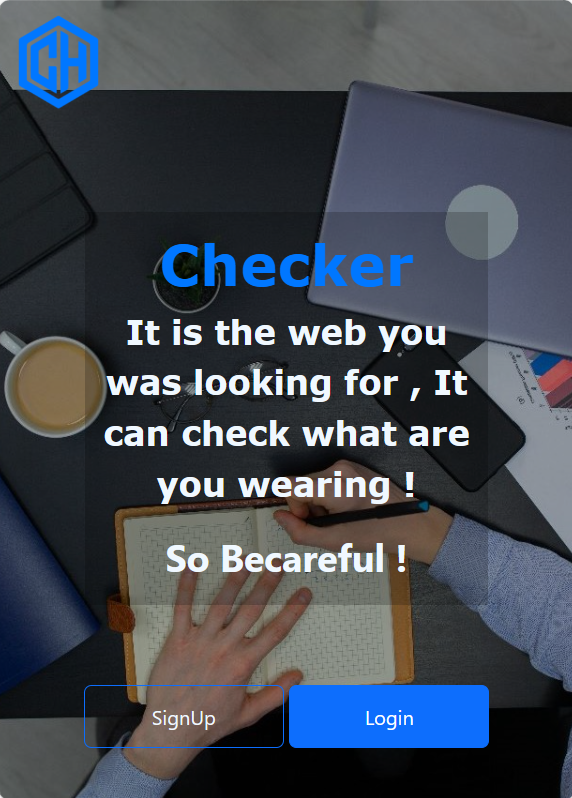 CH
Checker
It is the web you
was looking for , It
can check what are
you wearing !
So Becareful !
SignUp
Login